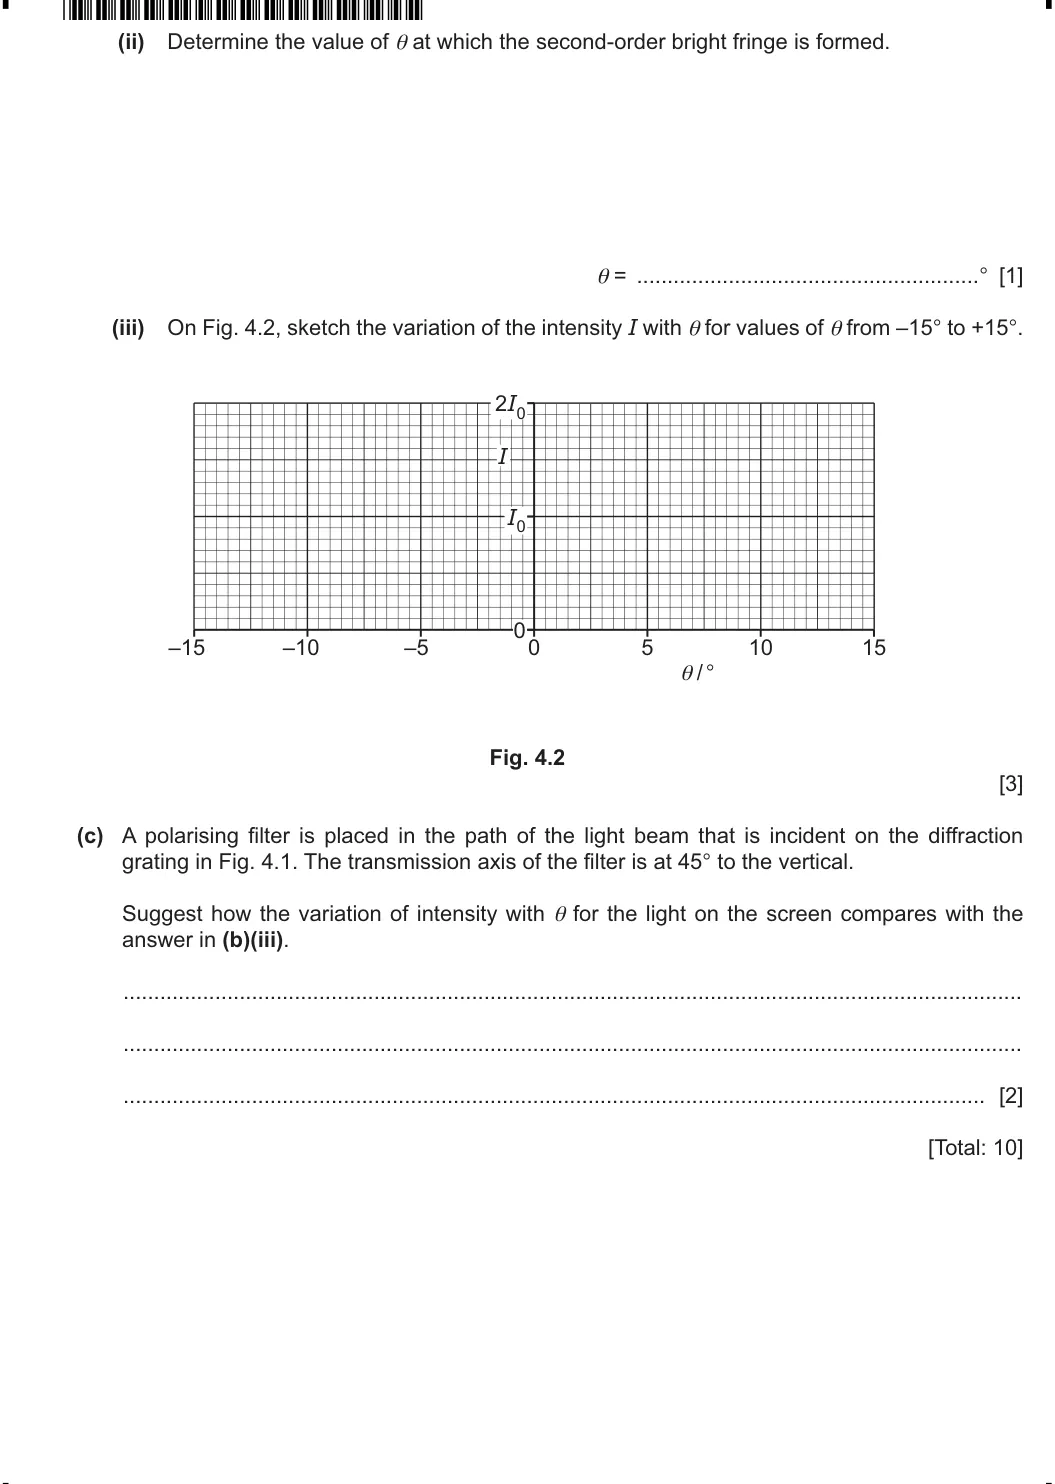 (ii) Determine the value of θ at which the second-order bright fringe is formed.
θ = ........................................................° [1]
(iii) On Fig. 4.2, sketch the variation of the intensity I with θ for values of θ from –15° to +15°.
2I₀
I
I₀
0
–15 –10 –5 0 5 10 15
θ / °
Fig. 4.2
[3]
(c) A polarising filter is placed in the path of the light beam that is incident on the diffraction
grating in Fig. 4.1. The transmission axis of the filter is at 45° to the vertical.
Suggest how the variation of intensity with θ for the light on the screen compares with the
answer in (b)(iii).
....................................................................................................................................................
....................................................................................................................................................
.............................................................................................................................................. [2]
[Total: 10]